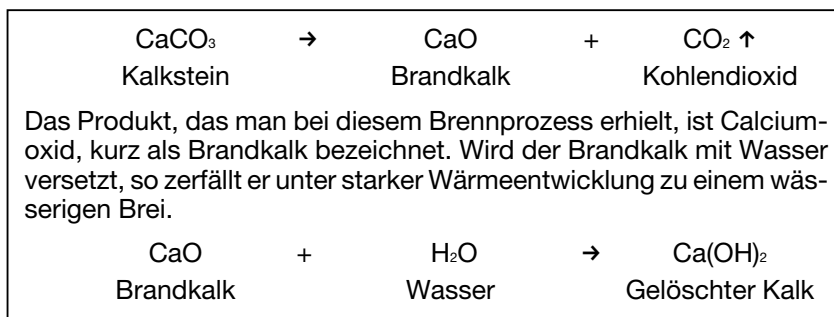 CaCO₃ → CaO + CO₂ ↑
Kalkstein Brandkalk Kohlendioxid
Das Produkt, das man bei diesem Brennprozess erhielt, ist Calcium-
oxid, kurz als Brandkalk bezeichnet. Wird der Brandkalk mit Wasser
versetzt, so zerfällt er unter starker Wärmeentwicklung zu einem wäs-
serigen Brei.
CaO + H₂O → Ca(OH)₂
Brandkalk Wasser Gelöschter Kalk